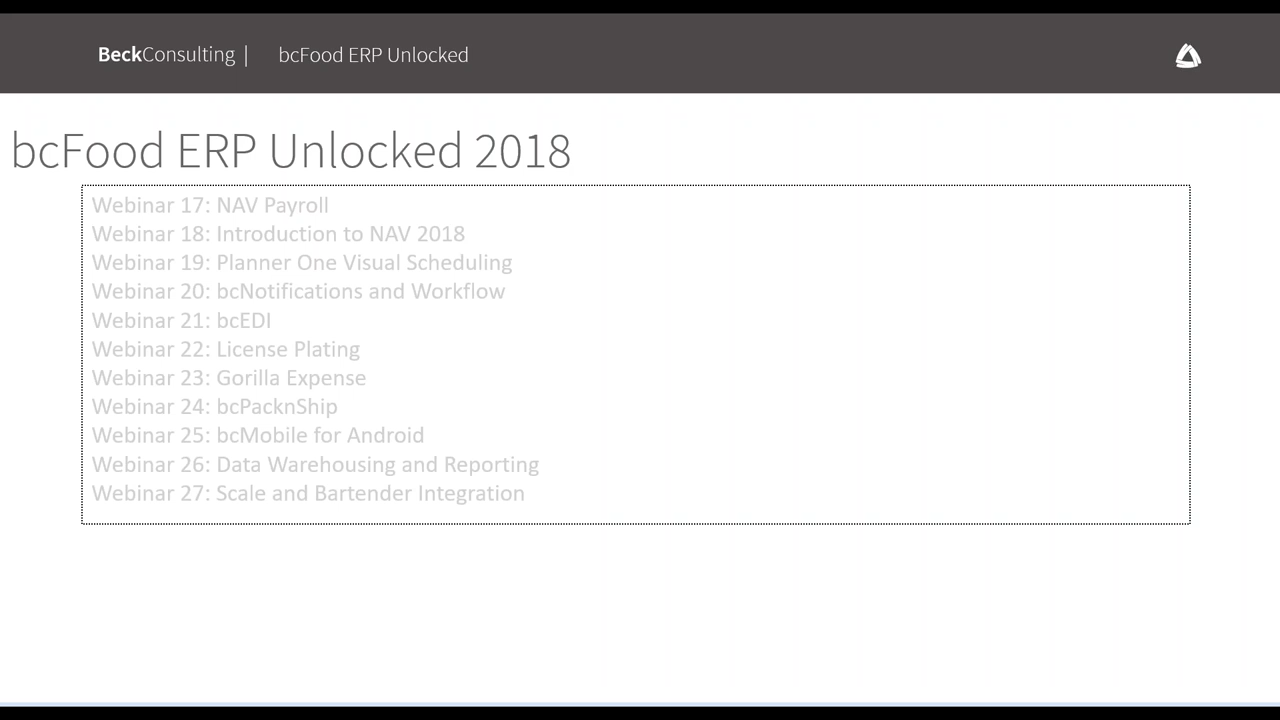 BeckConsulting | bcFood ERP Unlocked
bcFood ERP Unlocked 2018
Webinar 17: NAV Payroll
Webinar 18: Introduction to NAV 2018
Webinar 19: Planner One Visual Scheduling
Webinar 20: bcNotifications and Workflow
Webinar 21: bcEDI
Webinar 22: License Plating
Webinar 23: Gorilla Expense
Webinar 24: bcPacknShip
Webinar 25: bcMobile for Android
Webinar 26: Data Warehousing and Reporting
Webinar 27: Scale and Bartender Integration